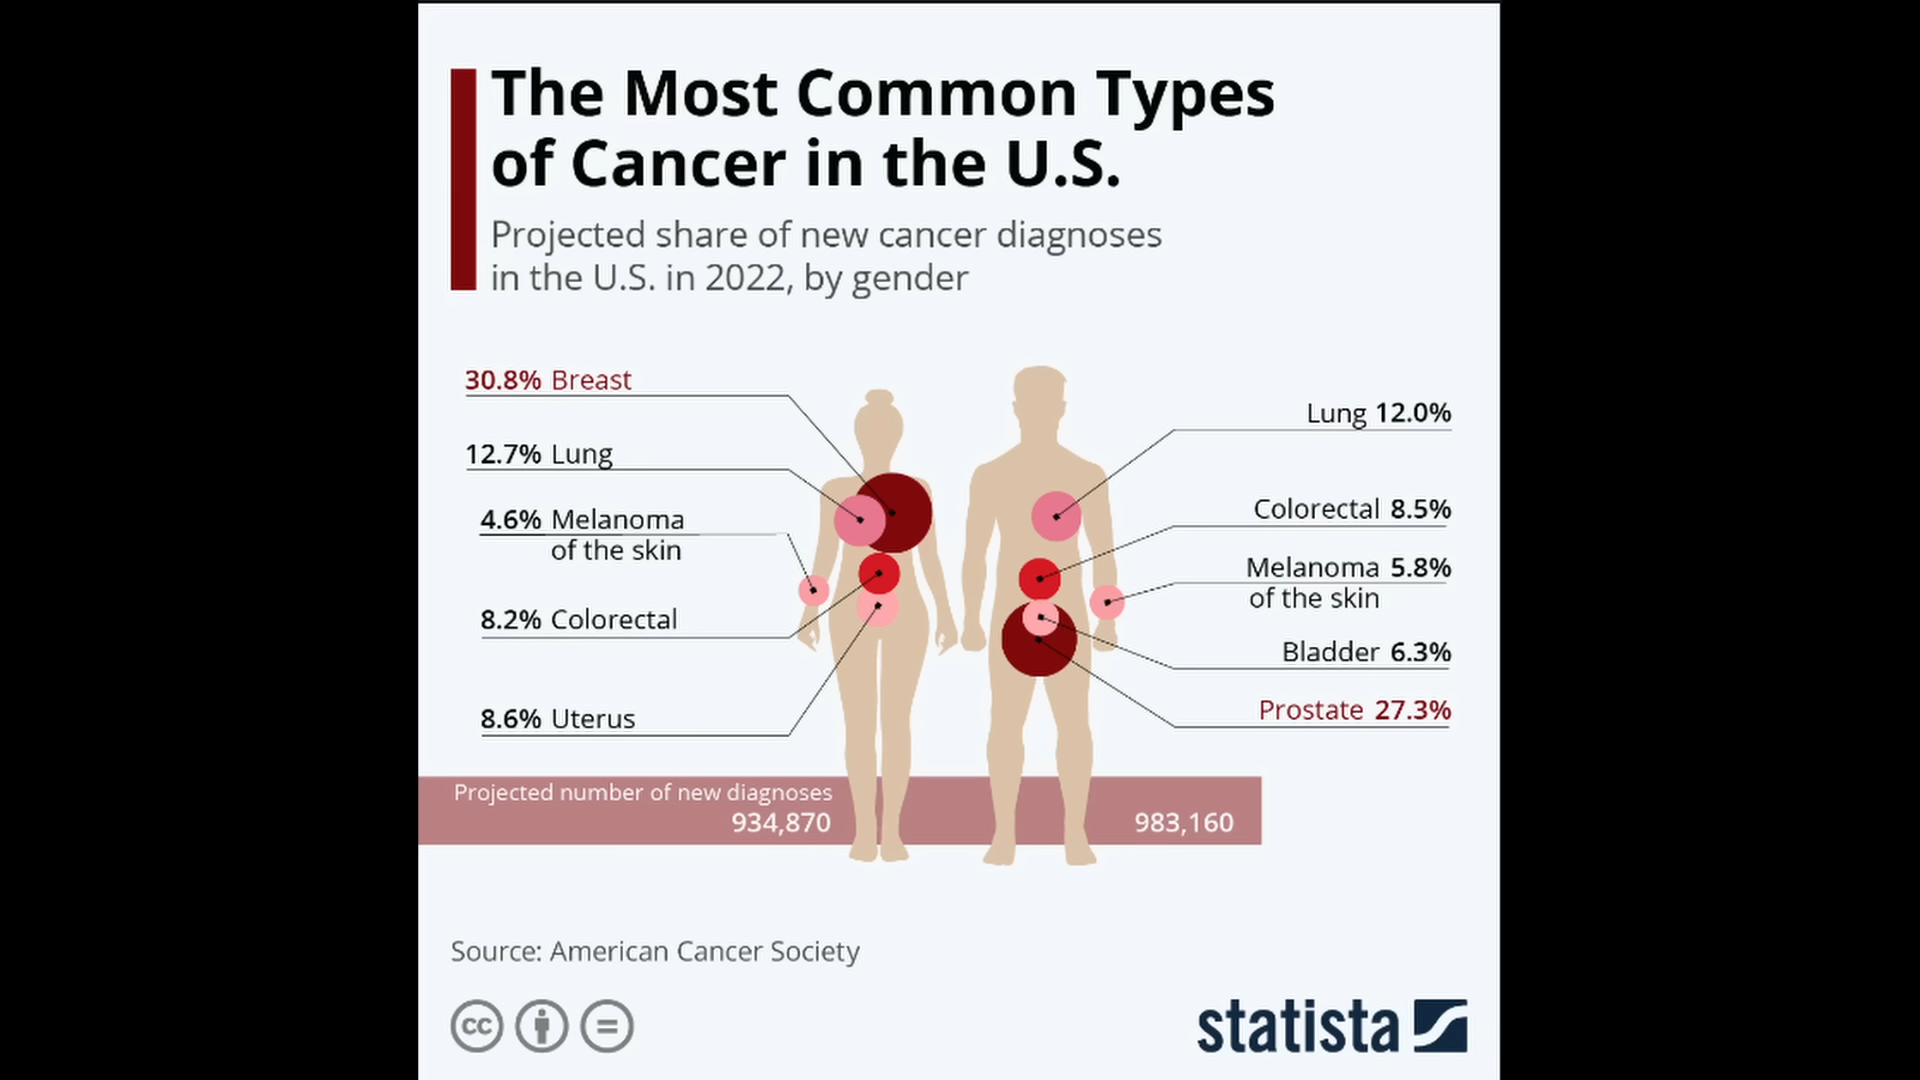 The Most Common Types
of Cancer in the U.S.
Projected share of new cancer diagnoses
in the U.S. in 2022, by gender
30.8% Breast
12.7% Lung
4.6% Melanoma
of the skin
8.2% Colorectal
8.6% Uterus
Lung 12.0%
Colorectal 8.5%
Melanoma 5.8%
of the skin
Bladder 6.3%
Prostate 27.3%
Projected number of new diagnoses
934,870
983,160
Source: American Cancer Society
cc
statista